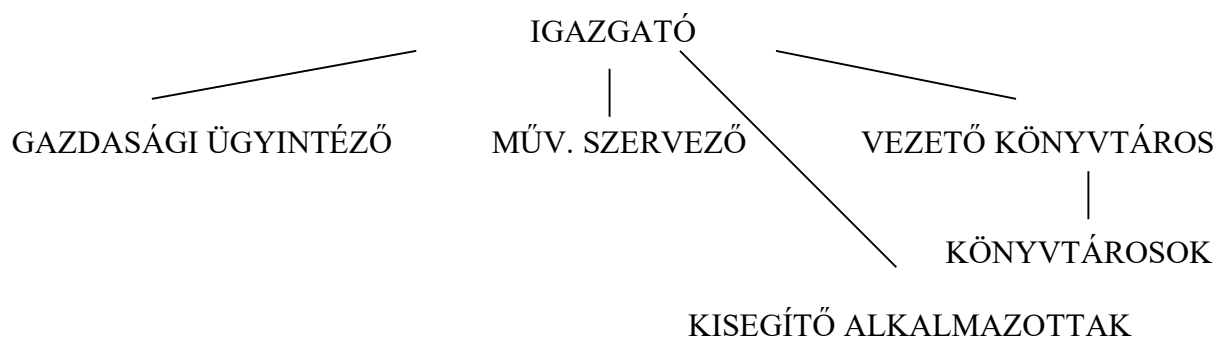 IGAZGATÓ
GAZDASÁGI ÜGYINTÉZŐ MŰV. SZERVEZŐ VEZETŐ KÖNYVTÁROS
KÖNYVTÁROSOK
KISEGÍTŐ ALKALMAZOTTAK